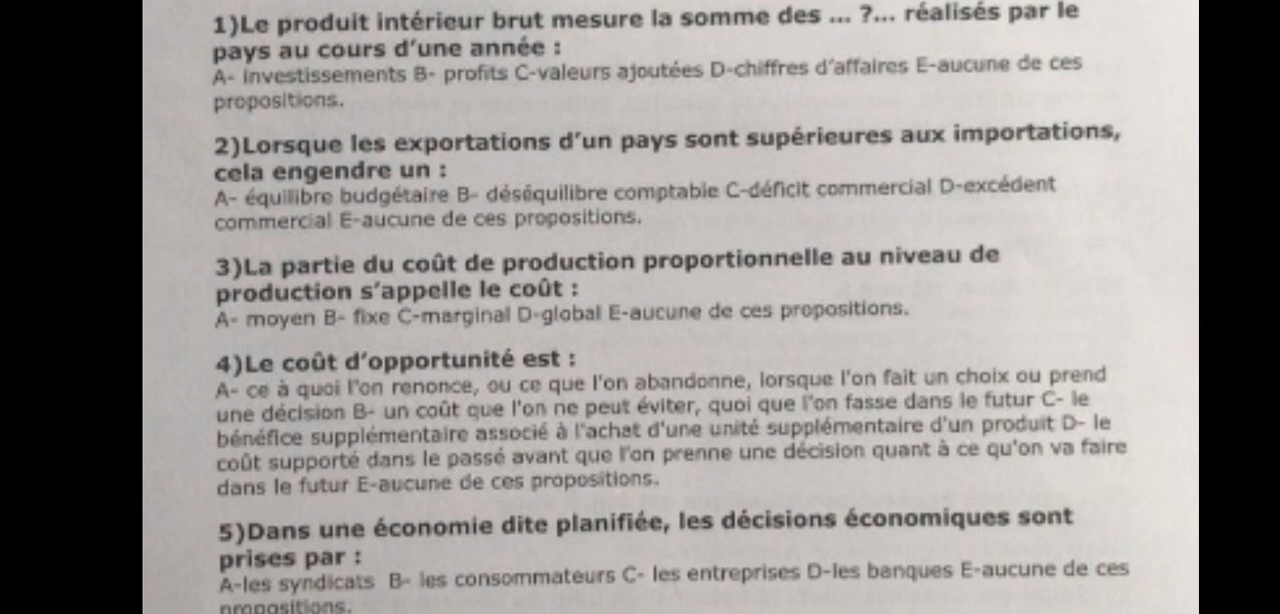 1)Le produit intérieur brut mesure la somme des ... ?... réalisés par le
pays au cours d'une année :
A- investissements B- profits C-valeurs ajoutées D-chiffres d'affaires E-aucune de ces
propositions.
2)Lorsque les exportations d'un pays sont supérieures aux importations,
cela engendre un :
A- équilibre budgétaire B- déséquilibre comptable C-déficit commercial D-excédent
commercial E-aucune de ces propositions.
3)La partie du coût de production proportionnelle au niveau de
production s'appelle le coût :
A- moyen B- fixe C-marginal D-global E-aucune de ces propositions.
4)Le coût d'opportunité est :
A- ce à quoi l'on renonce, ou ce que l'on abandonne, lorsque l'on fait un choix ou prend
une décision B- un coût que l'on ne peut éviter, quoi que l'on fasse dans le futur C- le
bénéfice supplémentaire associé à l'achat d'une unité supplémentaire d'un produit D- le
coût supporté dans le passé avant que l'on prenne une décision quant à ce qu'on va faire
dans le futur E-aucune de ces propositions.
5)Dans une économie dite planifiée, les décisions économiques sont
prises par :
A-les syndicats B- les consommateurs C- les entreprises D-les banques E-aucune de ces
propositions.